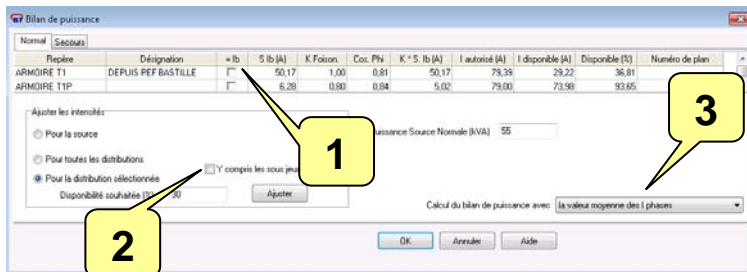 Bilan de puissance
Normal Secours
Repère Désignation = Ib S Ib (A) K Foison. Cos. Phi K * S. Ib (A) I autorisé (A) I disponible (A) Disponible (%) Numéro de plan
ARMOIRE T1 DEPUIS PEF BASTILLE 50,17 1,00 0,81 50,17 79,39 29,22 36,81
ARMOIRE T1P 6,28 0,80 0,84 5,02 79,00 73,98 93,65
Ajuster les intensités
Pour la source
uissance Source Normale (kVA) 55
Pour toutes les distributions
Y compris les sous jeu
Pour la distribution sélectionnée
Disponibilité souhaitée 30 Ajuster
Calcul du bilan de puissance avec la valeur moyenne des I phases
OK Annuler Aide
1
2
3